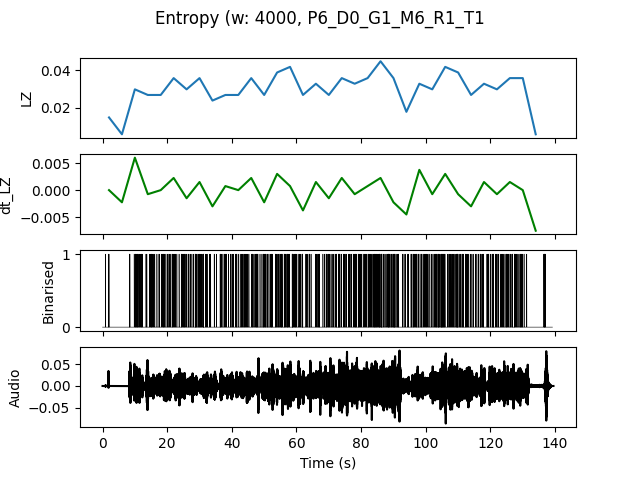 Entropy (w: 4000, P6_D0_G1_M6_R1_T1
0.04
0.02
LZ
0.005
0.000
−0.005
dt_LZ
1
0
Binarised
0.05
0.00
−0.05
Audio
0 20 40 60 80 100 120 140
Time (s)